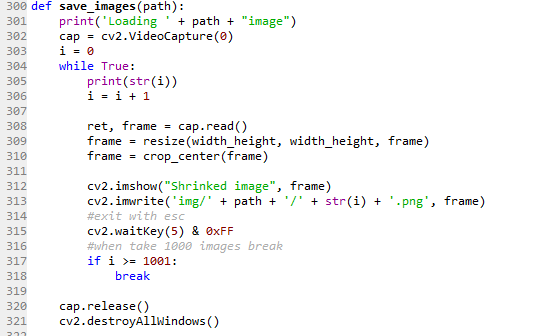 300 def save_images(path):
301     print('Loading ' + path + "image")
302     cap = cv2.VideoCapture(0)
303     i = 0
304     while True:
305         print(str(i))
306         i = i + 1
307
308         ret, frame = cap.read()
309         frame = resize(width_height, width_height, frame)
310         frame = crop_center(frame)
311
312         cv2.imshow("Shrinked image", frame)
313         cv2.imwrite('img/' + path + '/' + str(i) + '.png', frame)
314         #exit with esc
315         cv2.waitKey(5) & 0xFF
316         #when take 1000 images break
317         if i >= 1001:
318             break
319
320     cap.release()
321     cv2.destroyAllWindows()